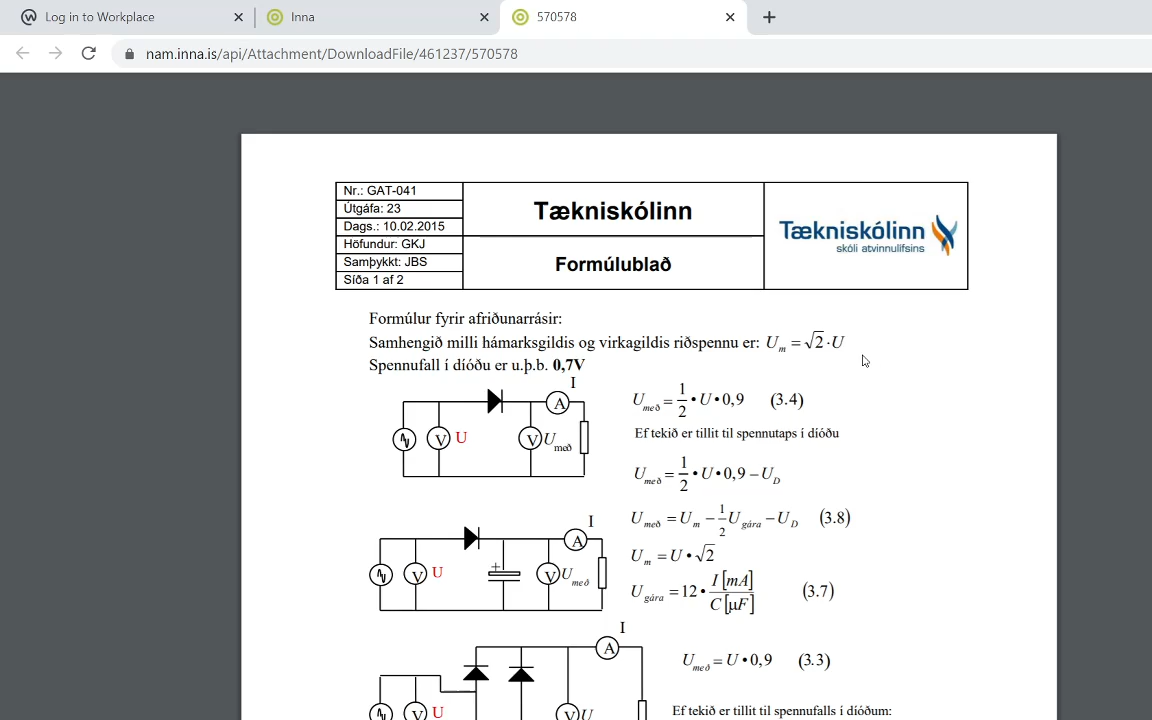 Log in to Workplace
Inna
570578
nam.inna.is/api/Attachment/DownloadFile/461237/570578
Nr.: GAT-041
Útgáfa: 23
Dags.: 10.02.2015
Höfundur: GKJ
Samþykkt: JBS
Síða 1 af 2
Tækniskólinn
Formúlublað
Tækniskólinn
skóli atvinnulífsins
Formúlur fyrir afriðunarrásir:
Samhengið milli hámarksgildis og virkagildis riðspennu er: U_m = √2 · U
Spennufall í díóðu er u.þ.b. 0,7V
I
A
V U
V U_með
U_með = 1/2 • U • 0,9 (3.4)
Ef tekið er tillit til spennutaps í díóðu
U_með = 1/2 • U • 0,9 − U_D
I
A
V U
+
V U_með
U_með = U_m − 1/2 U_gára − U_D (3.8)
U_m = U • √2
U_gára = 12 • I [mA] / C [µF] (3.7)
I
A
V U
V U
U_með = U • 0,9 (3.3)
Ef tekið er tillit til spennufalls í díóðum: